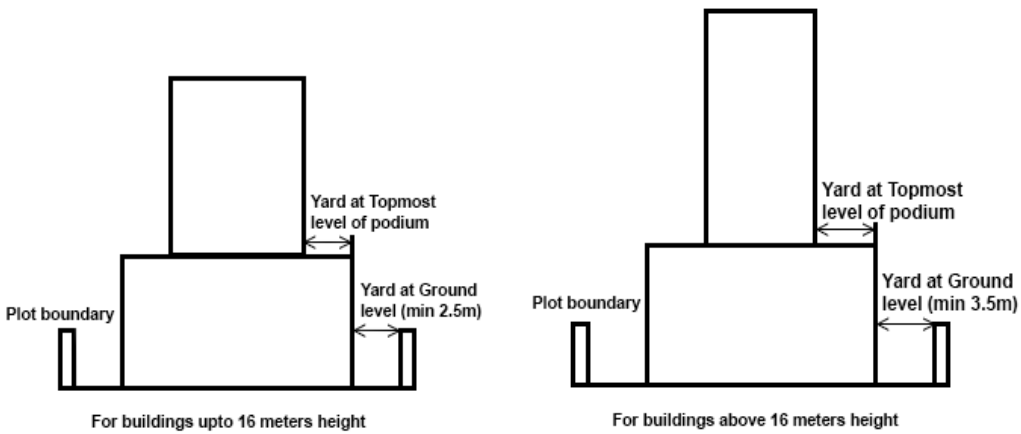 Yard at Topmost
level of podium
Plot boundary
Yard at Ground
level (min 2.5m)
For buildings upto 16 meters height
Yard at Topmost
level of podium
Plot boundary
Yard at Ground
level (min 3.5m)
For buildings above 16 meters height